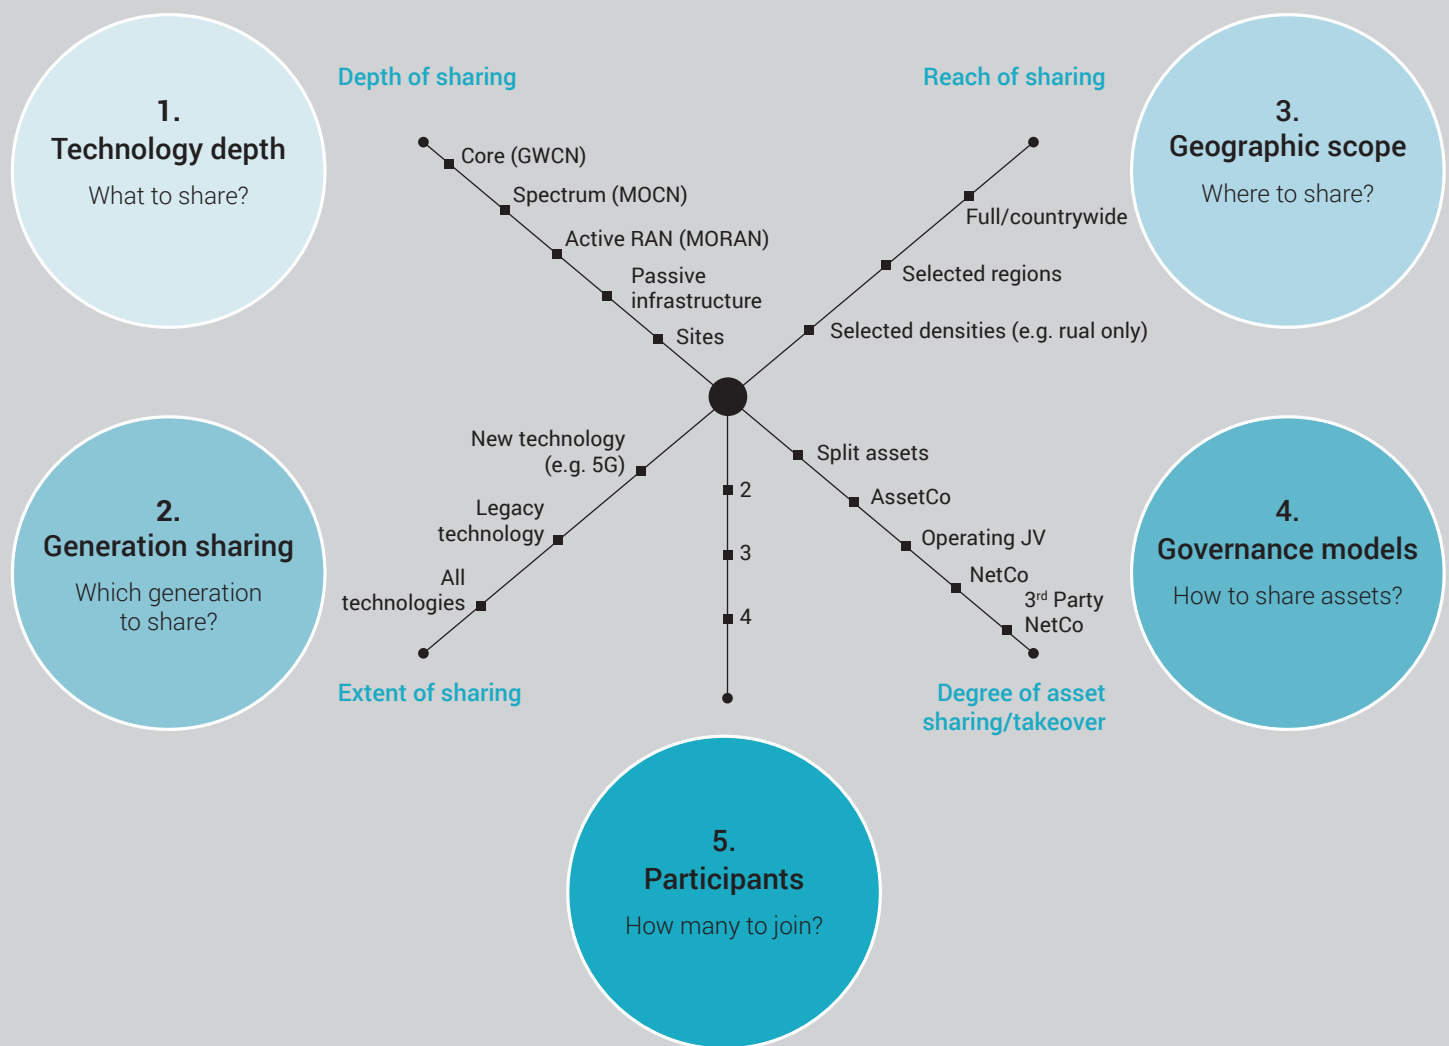 Depth of sharing
Reach of sharing
1.
Technology depth
What to share?
3.
Geographic scope
Where to share?
Core (GWCN)
Spectrum (MOCN)
Active RAN (MORAN)
Passive
infrastructure
Sites
Full/countrywide
Selected regions
Selected densities (e.g. rual only)
2.
Generation sharing
Which generation
to share?
New technology
(e.g. 5G)
Legacy
technology
All
technologies
2
3
4
Split assets
AssetCo
Operating JV
NetCo
3rd Party
NetCo
4.
Governance models
How to share assets?
Extent of sharing
Degree of asset
sharing/takeover
5.
Participants
How many to join?